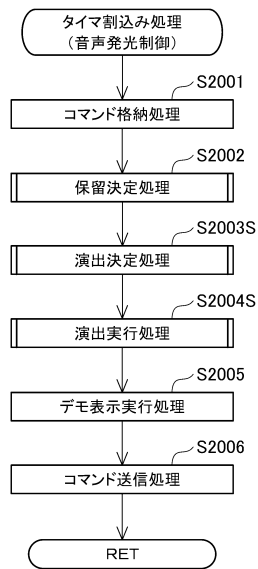 タイマ割込み処理
(音声発光制御)
S2001
コマンド格納処理
S2002
保留決定処理
S2003S
演出決定処理
S2004S
演出実行処理
S2005
デモ表示実行処理
S2006
コマンド送信処理
RET